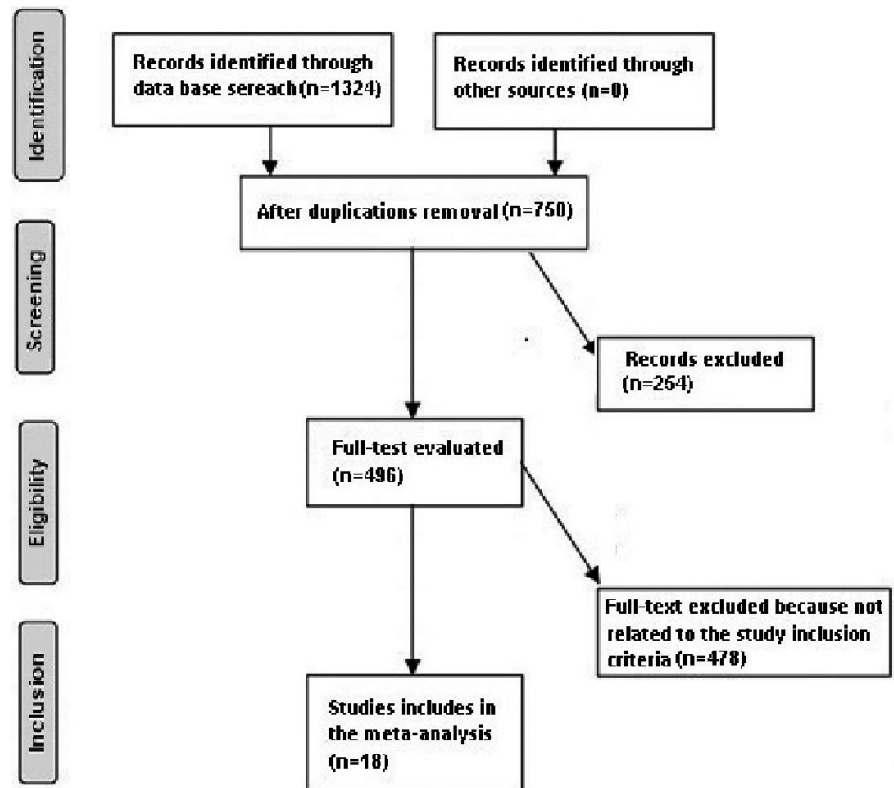 Identification
Records identified through
data base sereach (n=1324)
Records identified through
other sources (n=0)
After duplications removal (n=750)
Screening
Records excluded
(n=254)
Full-test evaluated
(n=496)
Eligibility
Full-text excluded because not
related to the study inclusion
criteria (n=478)
Inclusion
Studies includes in
the meta-analysis
(n=18)